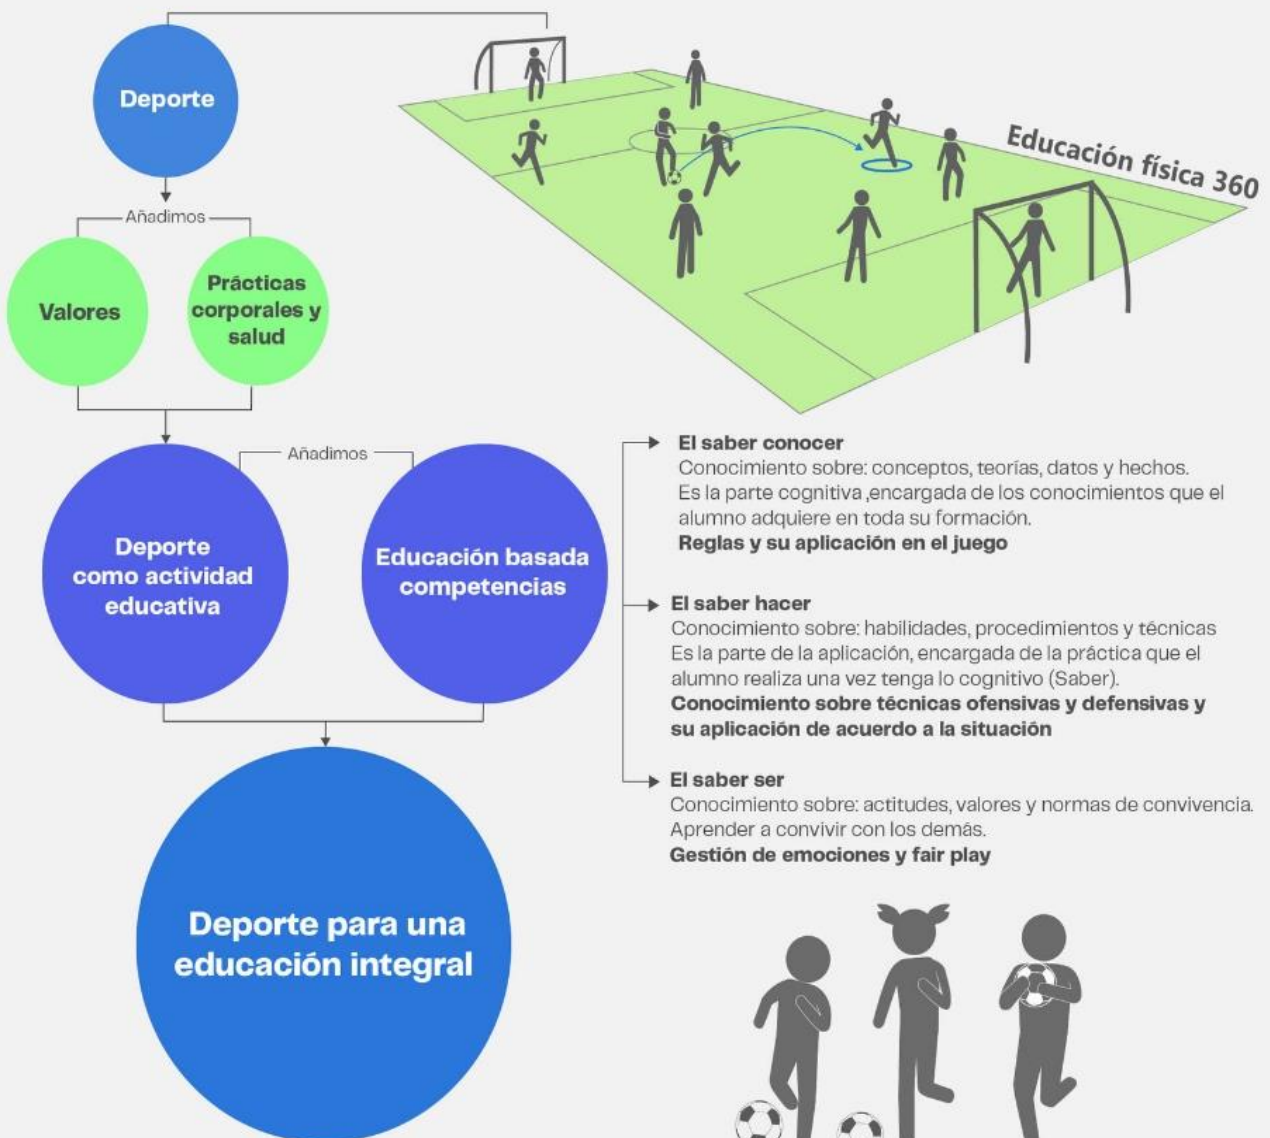 Deporte
Educación física 360
Añadimos
Valores
Prácticas
corporales y
salud
Añadimos
Deporte
como actividad
educativa
Educación basada
competencias
El saber conocer
Conocimiento sobre: conceptos, teorías, datos y hechos.
Es la parte cognitiva ,encargada de los conocimientos que el
alumno adquiere en toda su formación.
Reglas y su aplicación en el juego
El saber hacer
Conocimiento sobre: habilidades, procedimientos y técnicas
Es la parte de la aplicación, encargada de la práctica que el
alumno realiza una vez tenga lo cognitivo (Saber).
Conocimiento sobre técnicas ofensivas y defensivas y
su aplicación de acuerdo a la situación
El saber ser
Conocimiento sobre: actitudes, valores y normas de convivencia.
Aprender a convivir con los demás.
Gestión de emociones y fair play
Deporte para una
educación integral